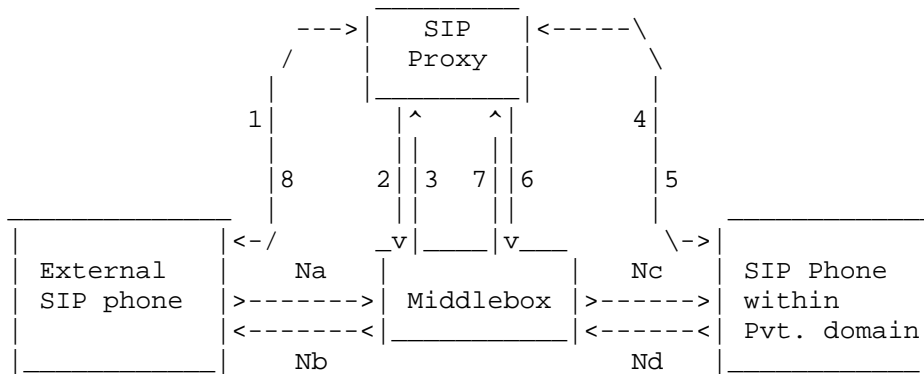 SIP
Proxy
1 4
8 2 3 7 6 5
External Na Nc SIP Phone
SIP phone Middlebox within
Nb Nd Pvt. domain